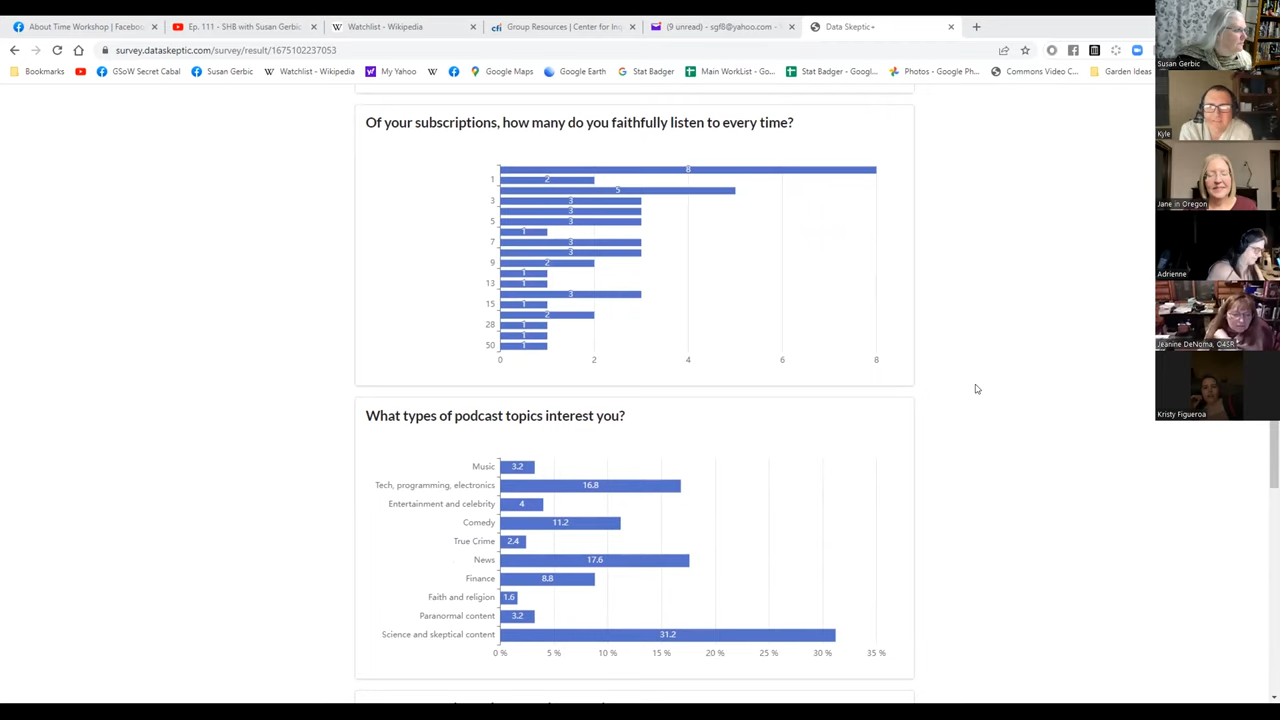 About Time Workshop | Faceboo
Ep. 111 - SHB with Susan Gerbic
Watchlist - Wikipedia
Group Resources | Center for Inq
(9 unread) - sgf8@yahoo.com -
Data Skeptic+
survey.dataskeptic.com/survey/result/1675102237053
Bookmarks
GSoW Secret Cabal
Susan Gerbic
Watchlist - Wikipedia
My Yahoo
Google Maps
Google Earth
Stat Badger
Main WorkList - Go...
Stat Badger - Googl...
Photos - Google Ph...
Commons Video C...
Garden Ideas
Of your subscriptions, how many do you faithfully listen to every time?
8
1 2
5
3 3
3
5 3
1
7 3
3
9 2
1
13 1
3
15 1
2
28 1
1
50 1
0 2 4 6 8
What types of podcast topics interest you?
Music 3.2
Tech, programming, electronics 16.8
Entertainment and celebrity 4
Comedy 11.2
True Crime 2.4
News 17.6
Finance 8.8
Faith and religion 1.6
Paranormal content 3.2
Science and skeptical content 31.2
0 % 5 % 10 % 15 % 20 % 25 % 30 % 35 %
Susan Gerbic
Kyle
Jane in Oregon
Adrienne
Jeanine DeNoma, O4SR
Kristy Figueroa